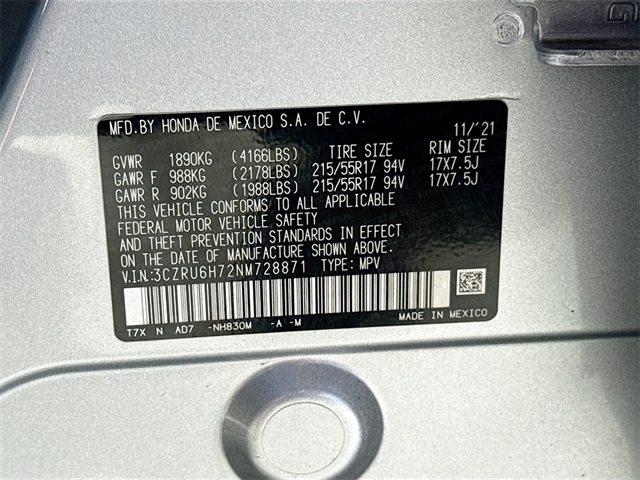 MFD.BY HONDA DE MEXICO S.A. DE C.V. 11/'21
GVWR 1890KG (4166LBS) TIRE SIZE RIM SIZE
GAWR F 988KG (2178LBS) 215/55R17 94V 17X7.5J
GAWR R 902KG (1988LBS) 215/55R17 94V 17X7.5J
THIS VEHICLE CONFORMS TO ALL APPLICABLE
FEDERAL MOTOR VEHICLE SAFETY
AND THEFT PREVENTION STANDARDS IN EFFECT
ON THE DATE OF MANUFACTURE SHOWN ABOVE.
V.I.N.:3CZRU6H72NM728871 TYPE: MPV
T7X N AD7 -NH830M -A -M MADE IN MEXICO